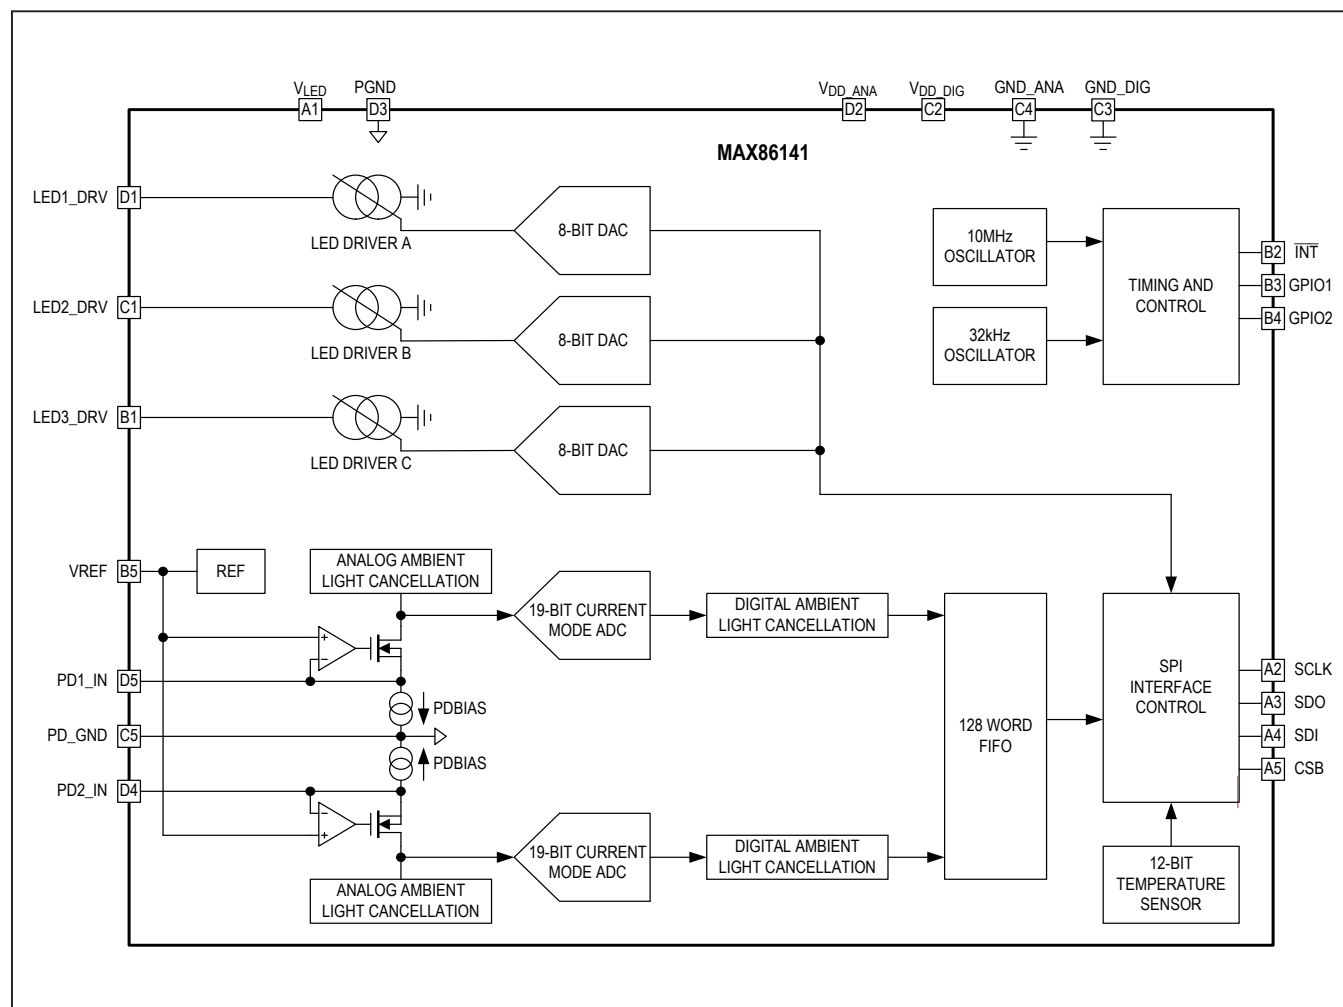 VLED PGND VDD_ANA VDD_DIG GND_ANA GND_DIG
A1 D3 D2 C2 C4 C3
MAX86141
LED1_DRV D1
LED DRIVER A
8-BIT DAC
10MHz
OSCILLATOR
TIMING AND
CONTROL
B2 INT
B3 GPIO1
B4 GPIO2
LED2_DRV C1
LED DRIVER B
8-BIT DAC
32kHz
OSCILLATOR
LED3_DRV B1
LED DRIVER C
8-BIT DAC
VREF B5
REF
ANALOG AMBIENT
LIGHT CANCELLATION
19-BIT CURRENT
MODE ADC
DIGITAL AMBIENT
LIGHT CANCELLATION
+
−
PD1_IN D5
PDBIAS
PD_GND C5
PDBIAS
PD2_IN D4
−
+
128 WORD
FIFO
SPI
INTERFACE
CONTROL
A2 SCLK
A3 SDO
A4 SDI
A5 CSB
19-BIT CURRENT
MODE ADC
DIGITAL AMBIENT
LIGHT CANCELLATION
ANALOG AMBIENT
LIGHT CANCELLATION
12-BIT
TEMPERATURE
SENSOR